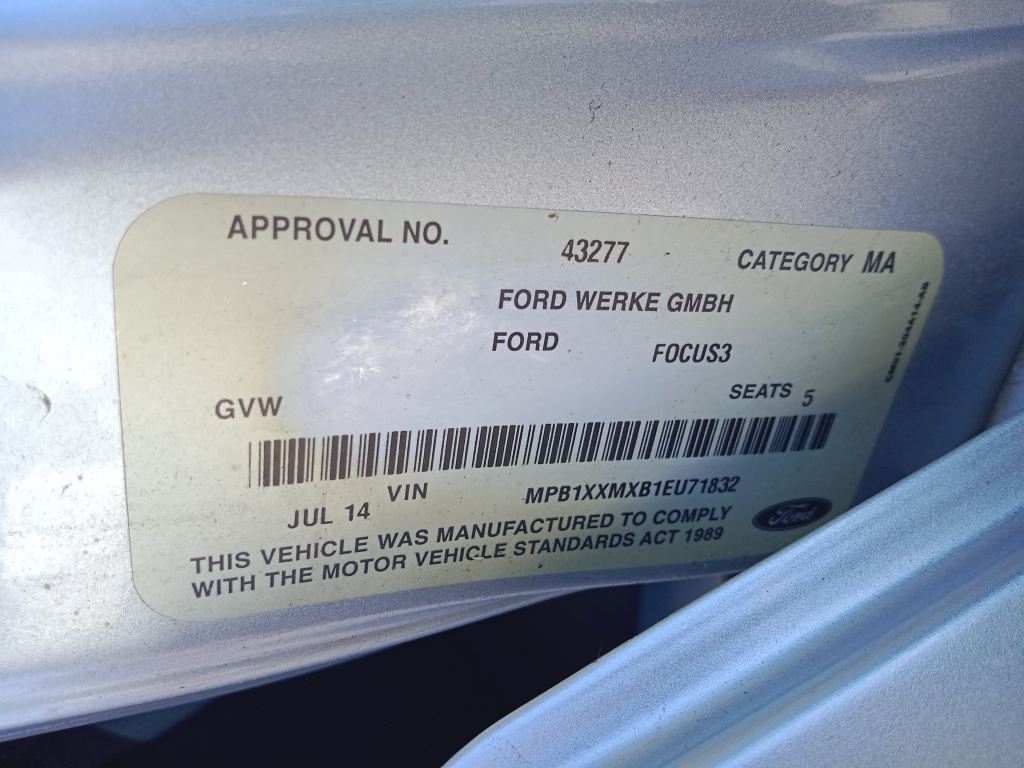 APPROVAL NO. 43277 CATEGORY MA
FORD WERKE GMBH
FORD FOCUS3
GVW SEATS 5
JUL 14 VIN MPB1XXMXB1EU71832
THIS VEHICLE WAS MANUFACTURED TO COMPLY
WITH THE MOTOR VEHICLE STANDARDS ACT 1989
Ford